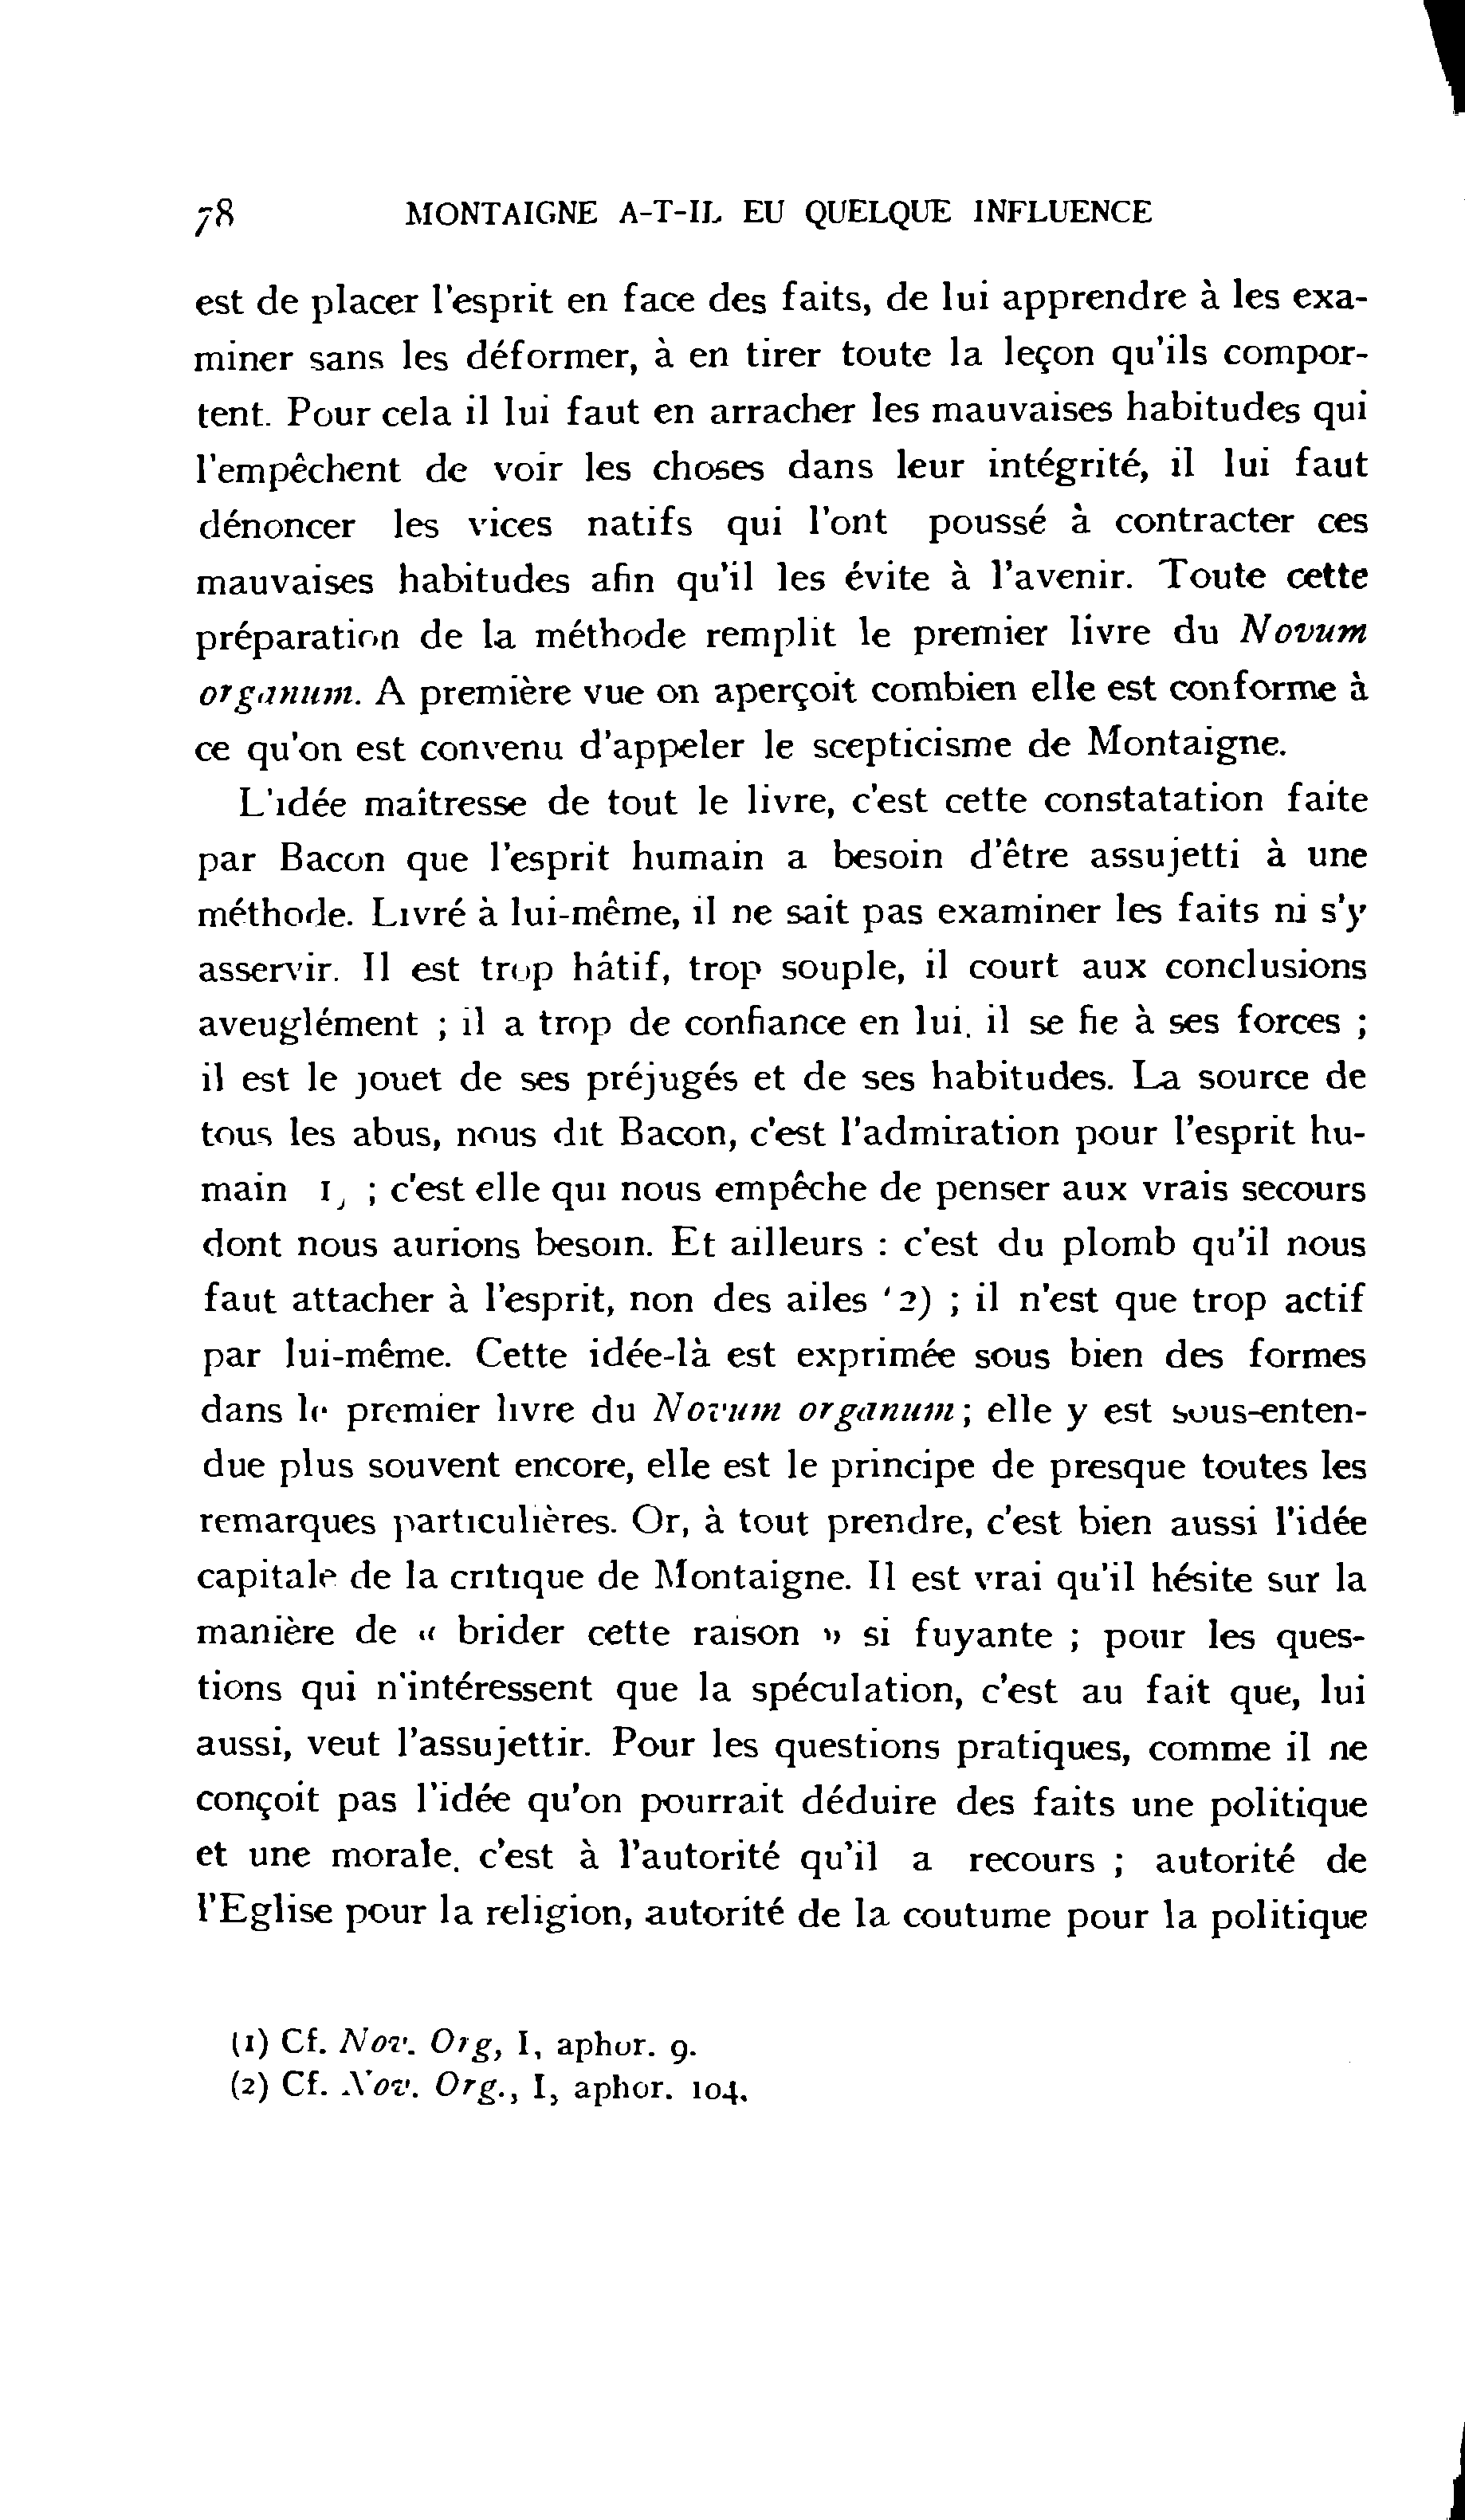 78 MONTAIGNE A-T-IL EU QUELQUE INFLUENCE
est de placer l'esprit en face des faits, de lui apprendre à les exa-
miner sans les déformer, à en tirer toute la leçon qu'ils compor-
tent. Pour cela il lui faut en arracher les mauvaises habitudes qui
l'empêchent de voir les choses dans leur intégrité, il lui faut
dénoncer les vices natifs qui l'ont poussé à contracter ces
mauvaises habitudes afin qu'il les évite à l'avenir. Toute cette
préparation de la méthode remplit le premier livre du Novum
organum. A première vue on aperçoit combien elle est conforme à
ce qu'on est convenu d'appeler le scepticisme de Montaigne.
L'idée maîtresse de tout le livre, c'est cette constatation faite
par Bacon que l'esprit humain a besoin d'être assujetti à une
méthode. Livré à lui-même, il ne sait pas examiner les faits ni s'y
asservir. Il est trop hâtif, trop souple, il court aux conclusions
aveuglément ; il a trop de confiance en lui, il se fie à ses forces ;
il est le jouet de ses préjugés et de ses habitudes. La source de
tous les abus, nous dit Bacon, c'est l'admiration pour l'esprit hu-
main (1) ; c'est elle qui nous empêche de penser aux vrais secours
dont nous aurions besoin. Et ailleurs : c'est du plomb qu'il nous
faut attacher à l'esprit, non des ailes (2) ; il n'est que trop actif
par lui-même. Cette idée-là est exprimée sous bien des formes
dans le premier livre du Novum organum ; elle y est sous-enten-
due plus souvent encore, elle est le principe de presque toutes les
remarques particulières. Or, à tout prendre, c'est bien aussi l'idée
capitale de la critique de Montaigne. Il est vrai qu'il hésite sur la
manière de « brider cette raison » si fuyante ; pour les ques-
tions qui n'intéressent que la spéculation, c'est au fait que, lui
aussi, veut l'assujettir. Pour les questions pratiques, comme il ne
conçoit pas l'idée qu'on pourrait déduire des faits une politique
et une morale, c'est à l'autorité qu'il a recours ; autorité de
l'Eglise pour la religion, autorité de la coutume pour la politique
(1) Cf. Nov. Org, I, aphor. 9.
(2) Cf. Nov. Org., I, aphor. 104.